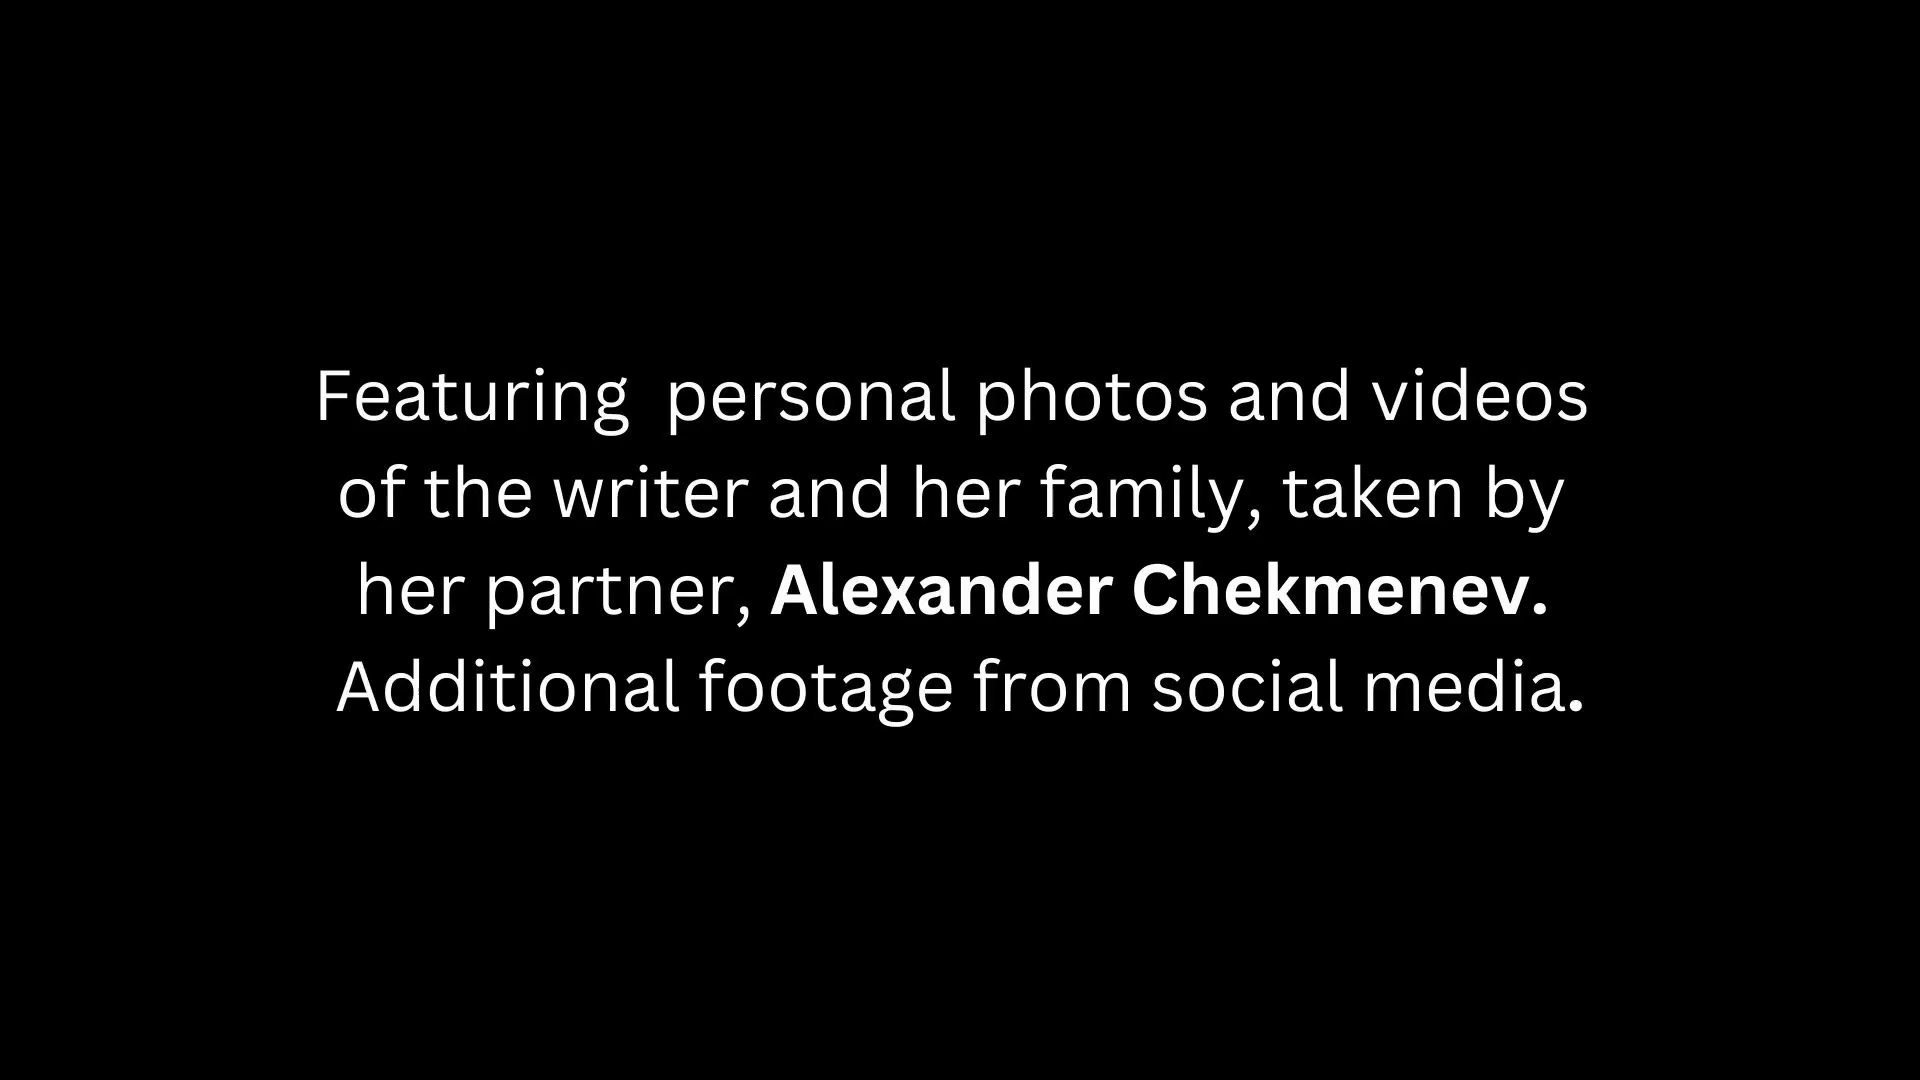 Featuring  personal photos and videos
of the writer and her family, taken by
her partner, Alexander Chekmenev.
Additional footage from social media.